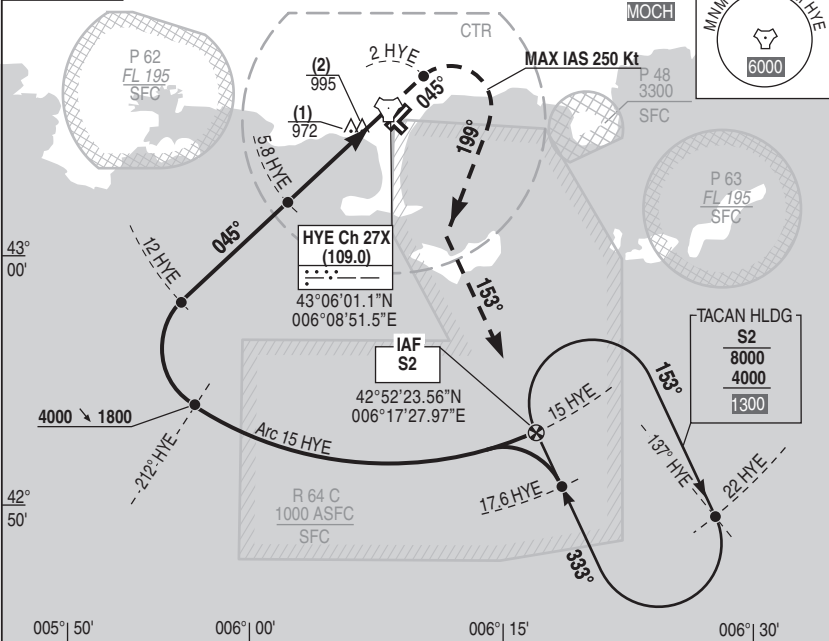 MOCH
MNM
HYE
6000
CTR
P 62
FL 195
SFC
2 HYE
MAX IAS 250 Kt
(2)
995
(1)
972
045°
P 48
3300
SFC
5.8 HYE
199°
P 63
FL 195
SFC
045°
12 HYE
43°
00'
HYE Ch 27X
(109.0)
43°06'01.1"N
006°08'51.5"E
153°
IAF
S2
42°52'23.56"N
006°17'27.97"E
TACAN HLDG
S2
8000
4000
1300
153°
15 HYE
4000 ➘ 1800
212° HYE
Arc 15 HYE
137° HYE
22 HYE
17.6 HYE
R 64 C
1000 ASFC
SFC
42°
50'
333°
005° 50'
006° 00'
006° 15'
006° 30'